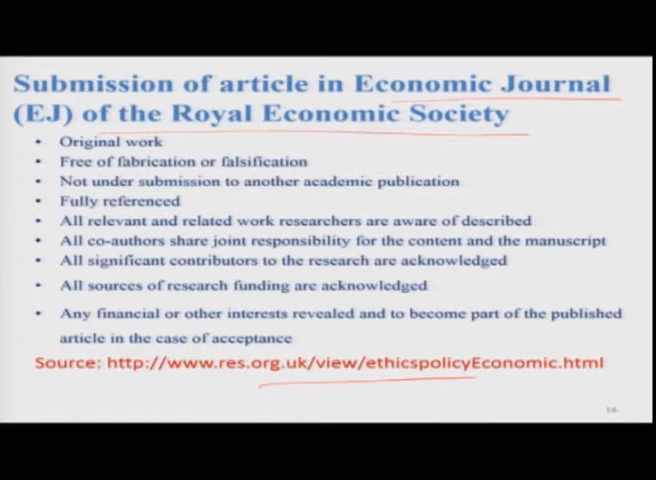 Submission of article in Economic Journal
(EJ) of the Royal Economic Society
• Original work
• Free of fabrication or falsification
• Not under submission to another academic publication
• Fully referenced
• All relevant and related work researchers are aware of described
• All co-authors share joint responsibility for the content and the manuscript
• All significant contributors to the research are acknowledged
• All sources of research funding are acknowledged
• Any financial or other interests revealed and to become part of the published
article in the case of acceptance
Source: http://www.res.org.uk/view/ethicspolicyEconomic.html